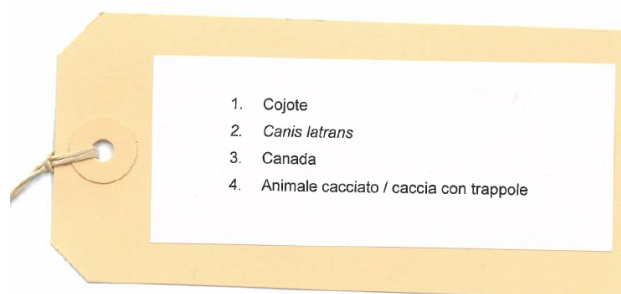 1. Cojote
2. Canis latrans
3. Canada
4. Animale cacciato / caccia con trappole